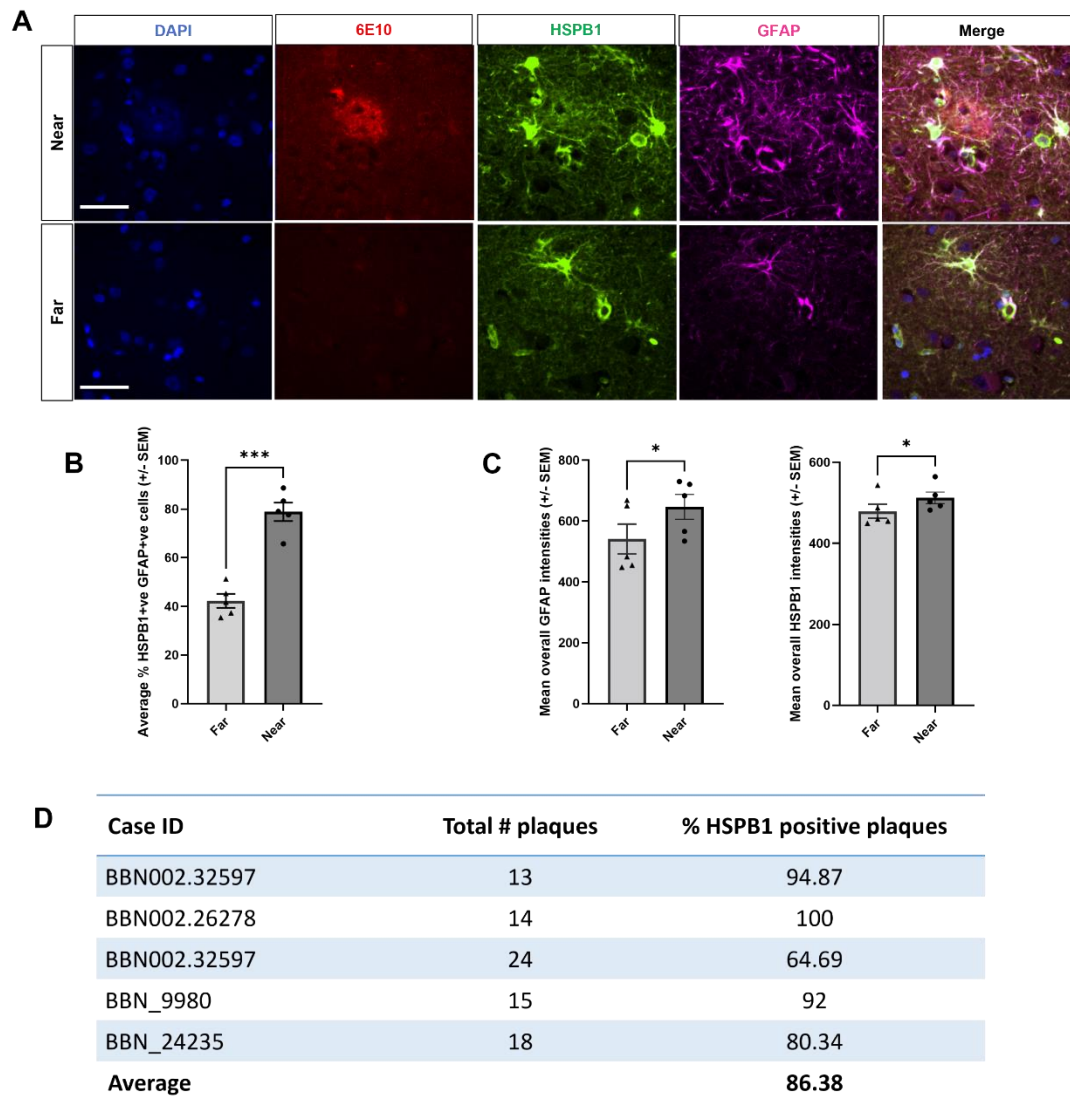 A
DAPI 6E10 HSPB1 GFAP Merge
Near
Far
B
Average % HSPB1+ve GFAP+ve cells (+/- SEM)
100
80
60
40
20
0
***
Far Near
C
Mean overall GFAP intensities (+/- SEM)
800
600
400
200
0
*
Far Near
Mean overall HSPB1 intensities (+/- SEM)
600
400
200
0
*
Far Near
D
Case ID Total # plaques % HSPB1 positive plaques
BBN002.32597 13 94.87
BBN002.26278 14 100
BBN002.32597 24 64.69
BBN_9980 15 92
BBN_24235 18 80.34
Average 86.38